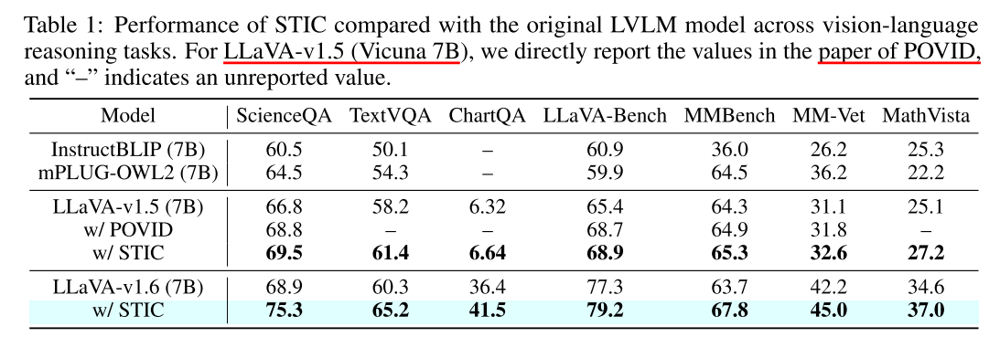 Table 1: Performance of STIC compared with the original LVLM model across vision-language
reasoning tasks. For LLaVA-v1.5 (Vicuna 7B), we directly report the values in the paper of POVID,
and “–” indicates an unreported value.
Model ScienceQA TextVQA ChartQA LLaVA-Bench MMBench MM-Vet MathVista
InstructBLIP (7B) 60.5 50.1 – 60.9 36.0 26.2 25.3
mPLUG-OWL2 (7B) 64.5 54.3 – 59.9 64.5 36.2 22.2
LLaVA-v1.5 (7B) 66.8 58.2 6.32 65.4 64.3 31.1 25.1
w/ POVID 68.8 – – 68.7 64.9 31.8 –
w/ STIC 69.5 61.4 6.64 68.9 65.3 32.6 27.2
LLaVA-v1.6 (7B) 68.9 60.3 36.4 77.3 63.7 42.2 34.6
w/ STIC 75.3 65.2 41.5 79.2 67.8 45.0 37.0